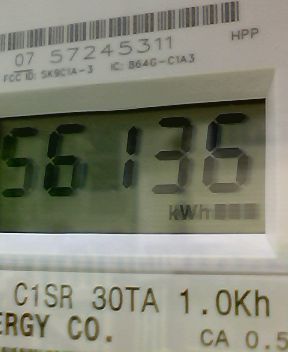 07 57245311
HPP
FCC ID: SK9C1A-3 IC: 864G-C1A3
56136
kWh
C1SR 30TA 1.0Kh
ERGY CO.
CA 0.5